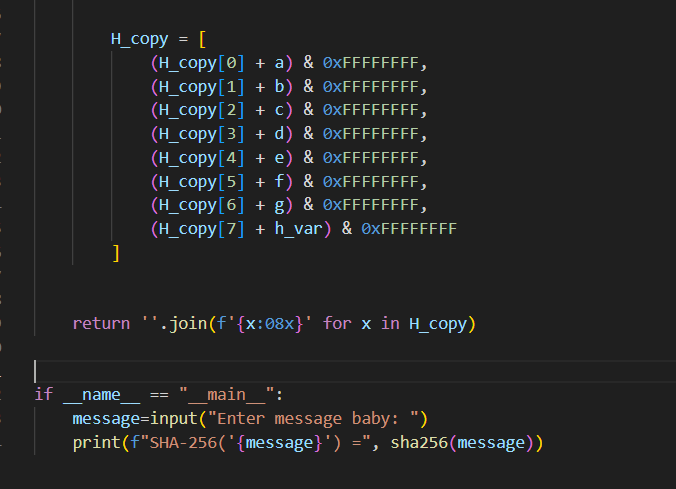 H_copy = [
(H_copy[0] + a) & 0xFFFFFFFF,
(H_copy[1] + b) & 0xFFFFFFFF,
(H_copy[2] + c) & 0xFFFFFFFF,
(H_copy[3] + d) & 0xFFFFFFFF,
(H_copy[4] + e) & 0xFFFFFFFF,
(H_copy[5] + f) & 0xFFFFFFFF,
(H_copy[6] + g) & 0xFFFFFFFF,
(H_copy[7] + h_var) & 0xFFFFFFFF
]
return ''.join(f'{x:08x}' for x in H_copy)
if __name__ == "__main__":
message=input("Enter message baby: ")
print(f"SHA-256('{message}') =", sha256(message))